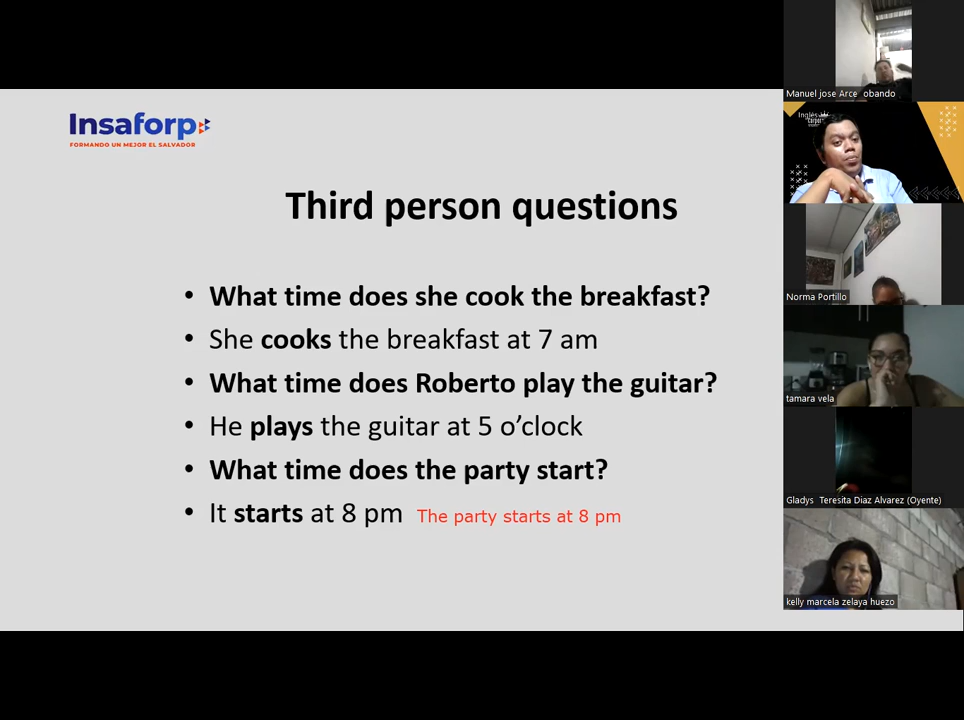 Insaforp
FORMANDO UN MEJOR EL SALVADOR
Third person questions
• What time does she cook the breakfast?
• She cooks the breakfast at 7 am
• What time does Roberto play the guitar?
• He plays the guitar at 5 o’clock
• What time does the party start?
• It starts at 8 pm The party starts at 8 pm
Manuel jose Arce obando
Norma Portillo
tamara vela
Gladys Teresita Diaz Alvarez (Oyente)
kelly marcela zelaya huezo